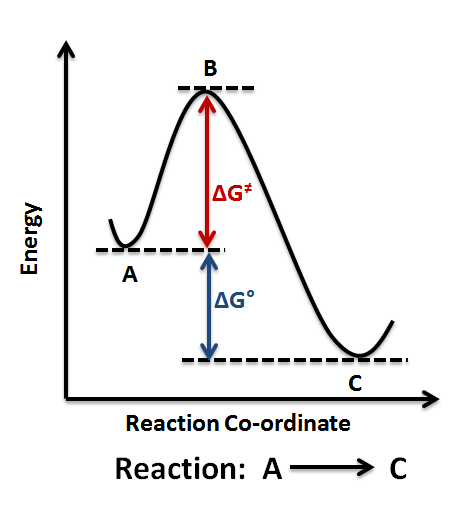 B
ΔG≠
Energy
A
ΔG°
C
Reaction Co-ordinate
Reaction: A ⟶ C